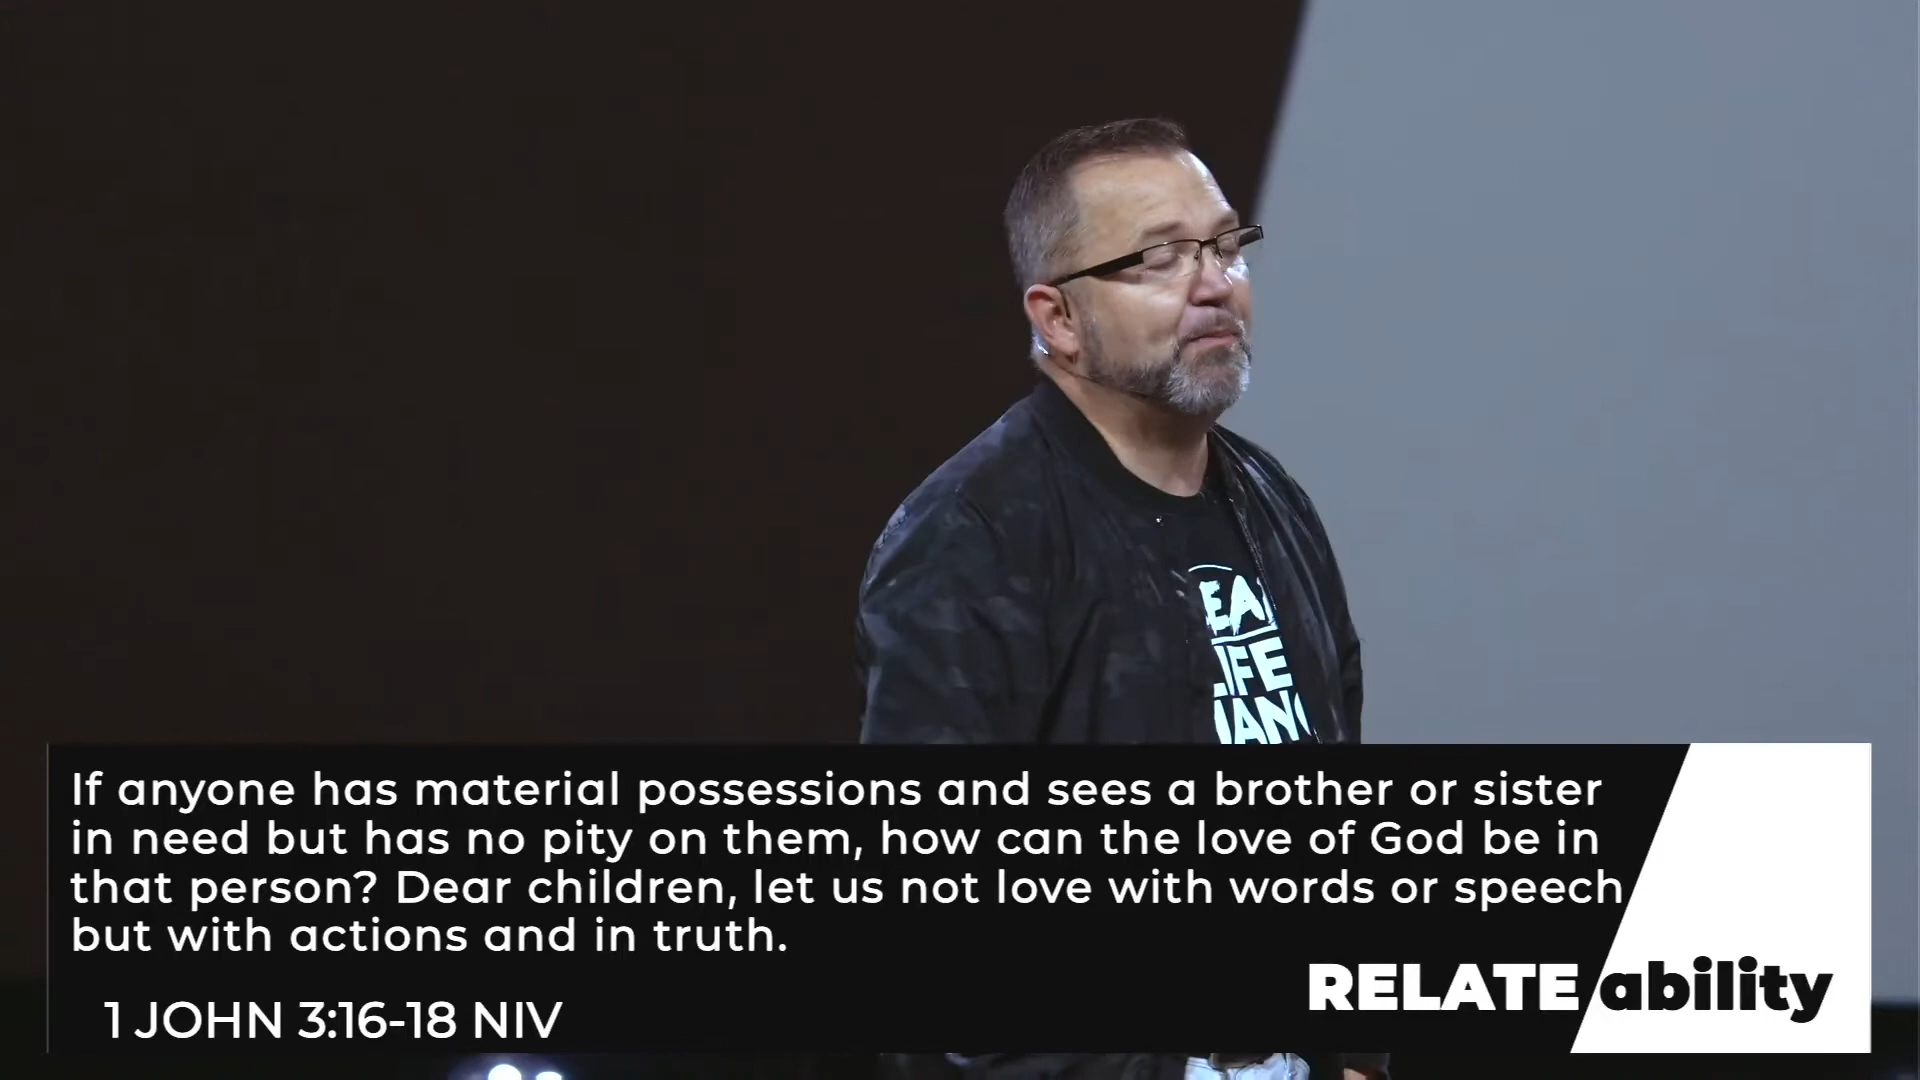 LIFE
If anyone has material possessions and sees a brother or sister
in need but has no pity on them, how can the love of God be in
that person? Dear children, let us not love with words or speech
but with actions and in truth.
1 JOHN 3:16-18 NIV
RELATE ability